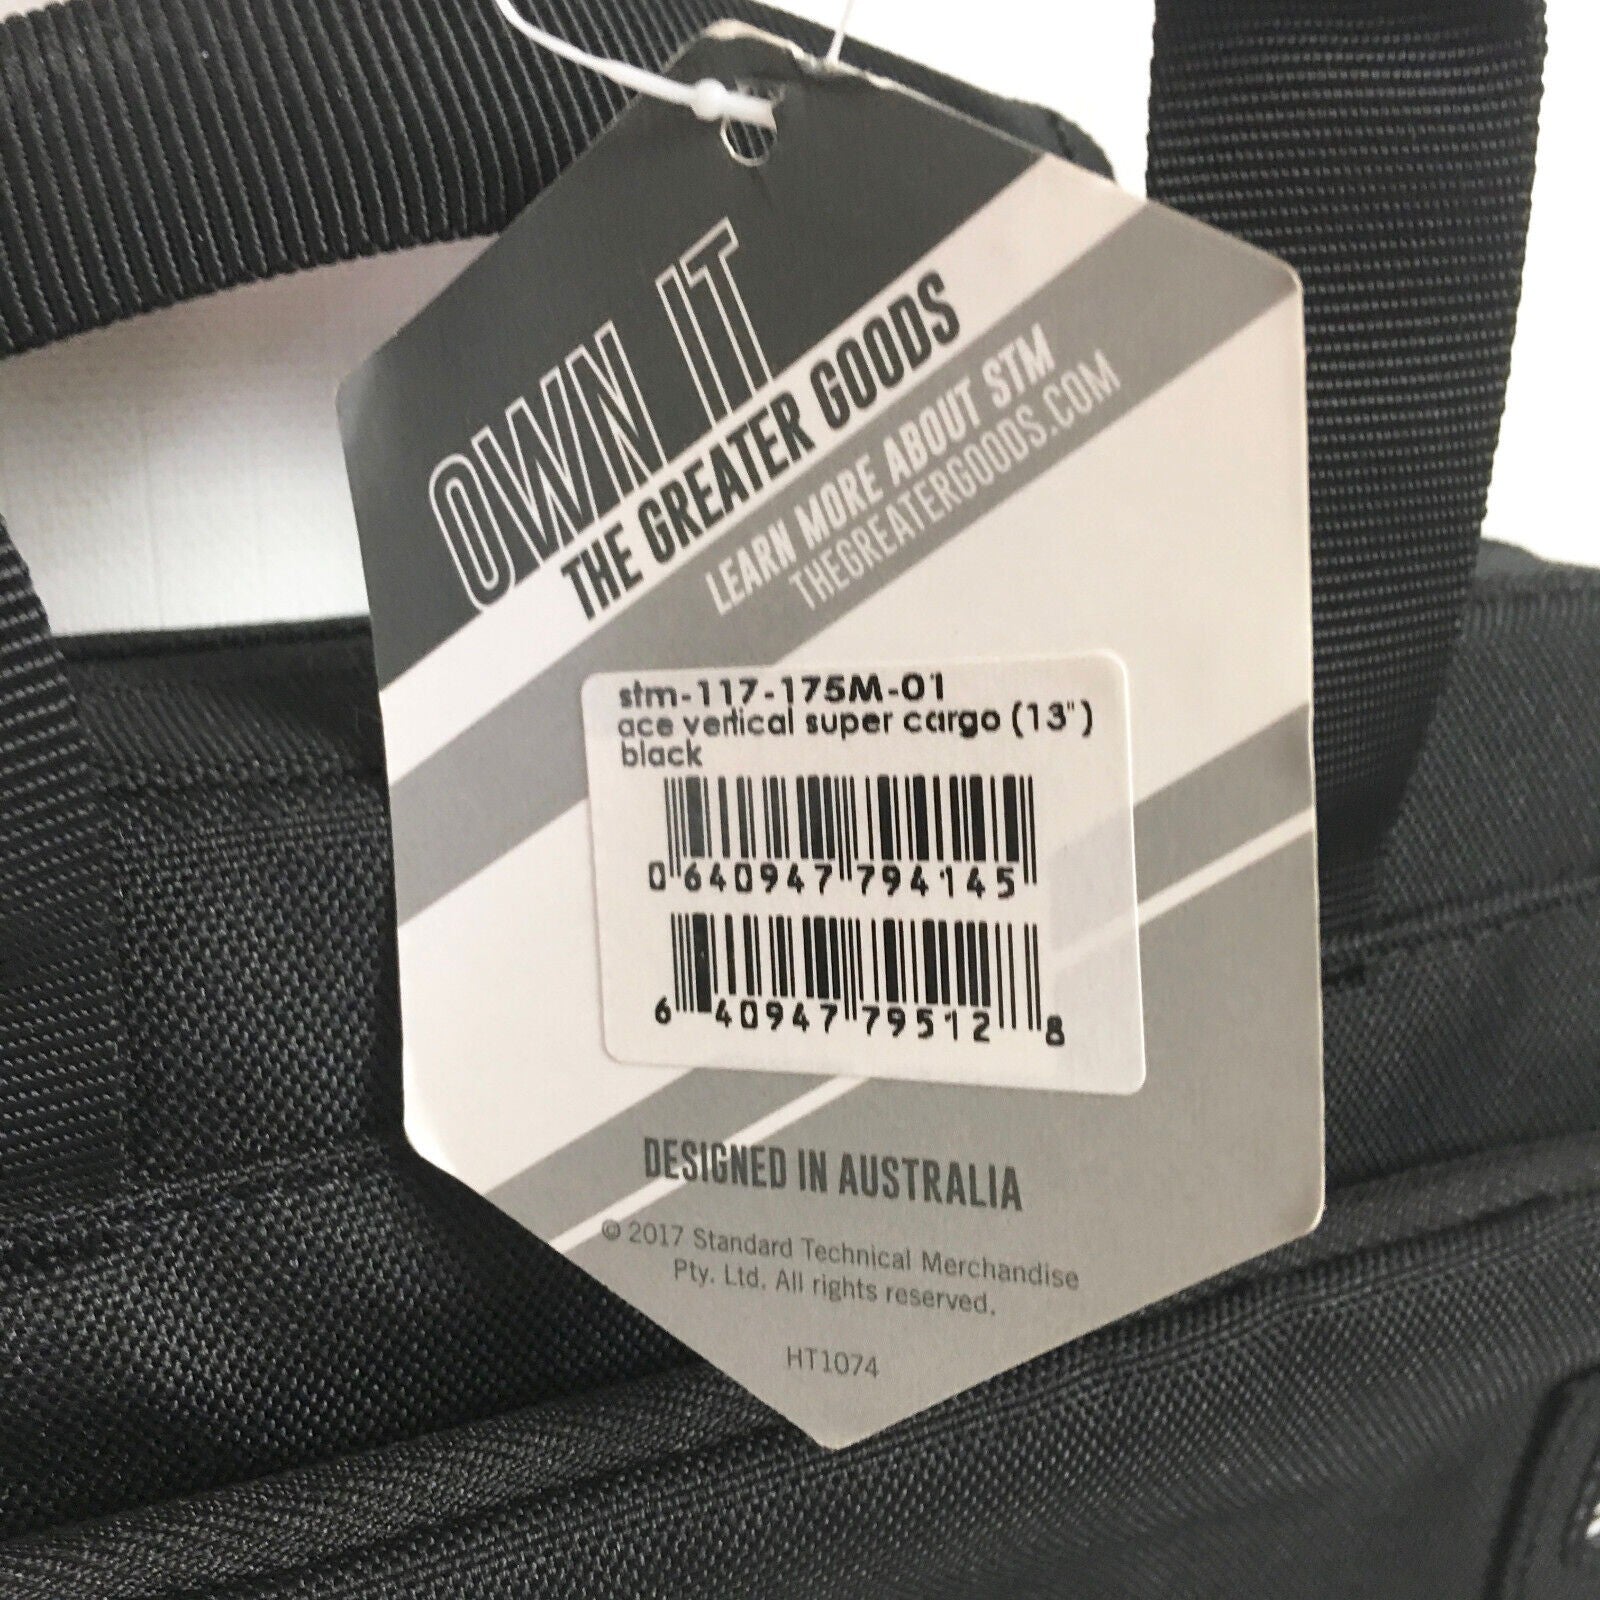 OWN IT
THE GREATER GOODS
LEARN MORE ABOUT STM
THEGREATERGOODS.COM
stm-117-175M-01
ace vertical super cargo (13")
black
0 640947 794145
6 40947 79512 8
DESIGNED IN AUSTRALIA
© 2017 Standard Technical Merchandise
Pty. Ltd. All rights reserved.
HT1074